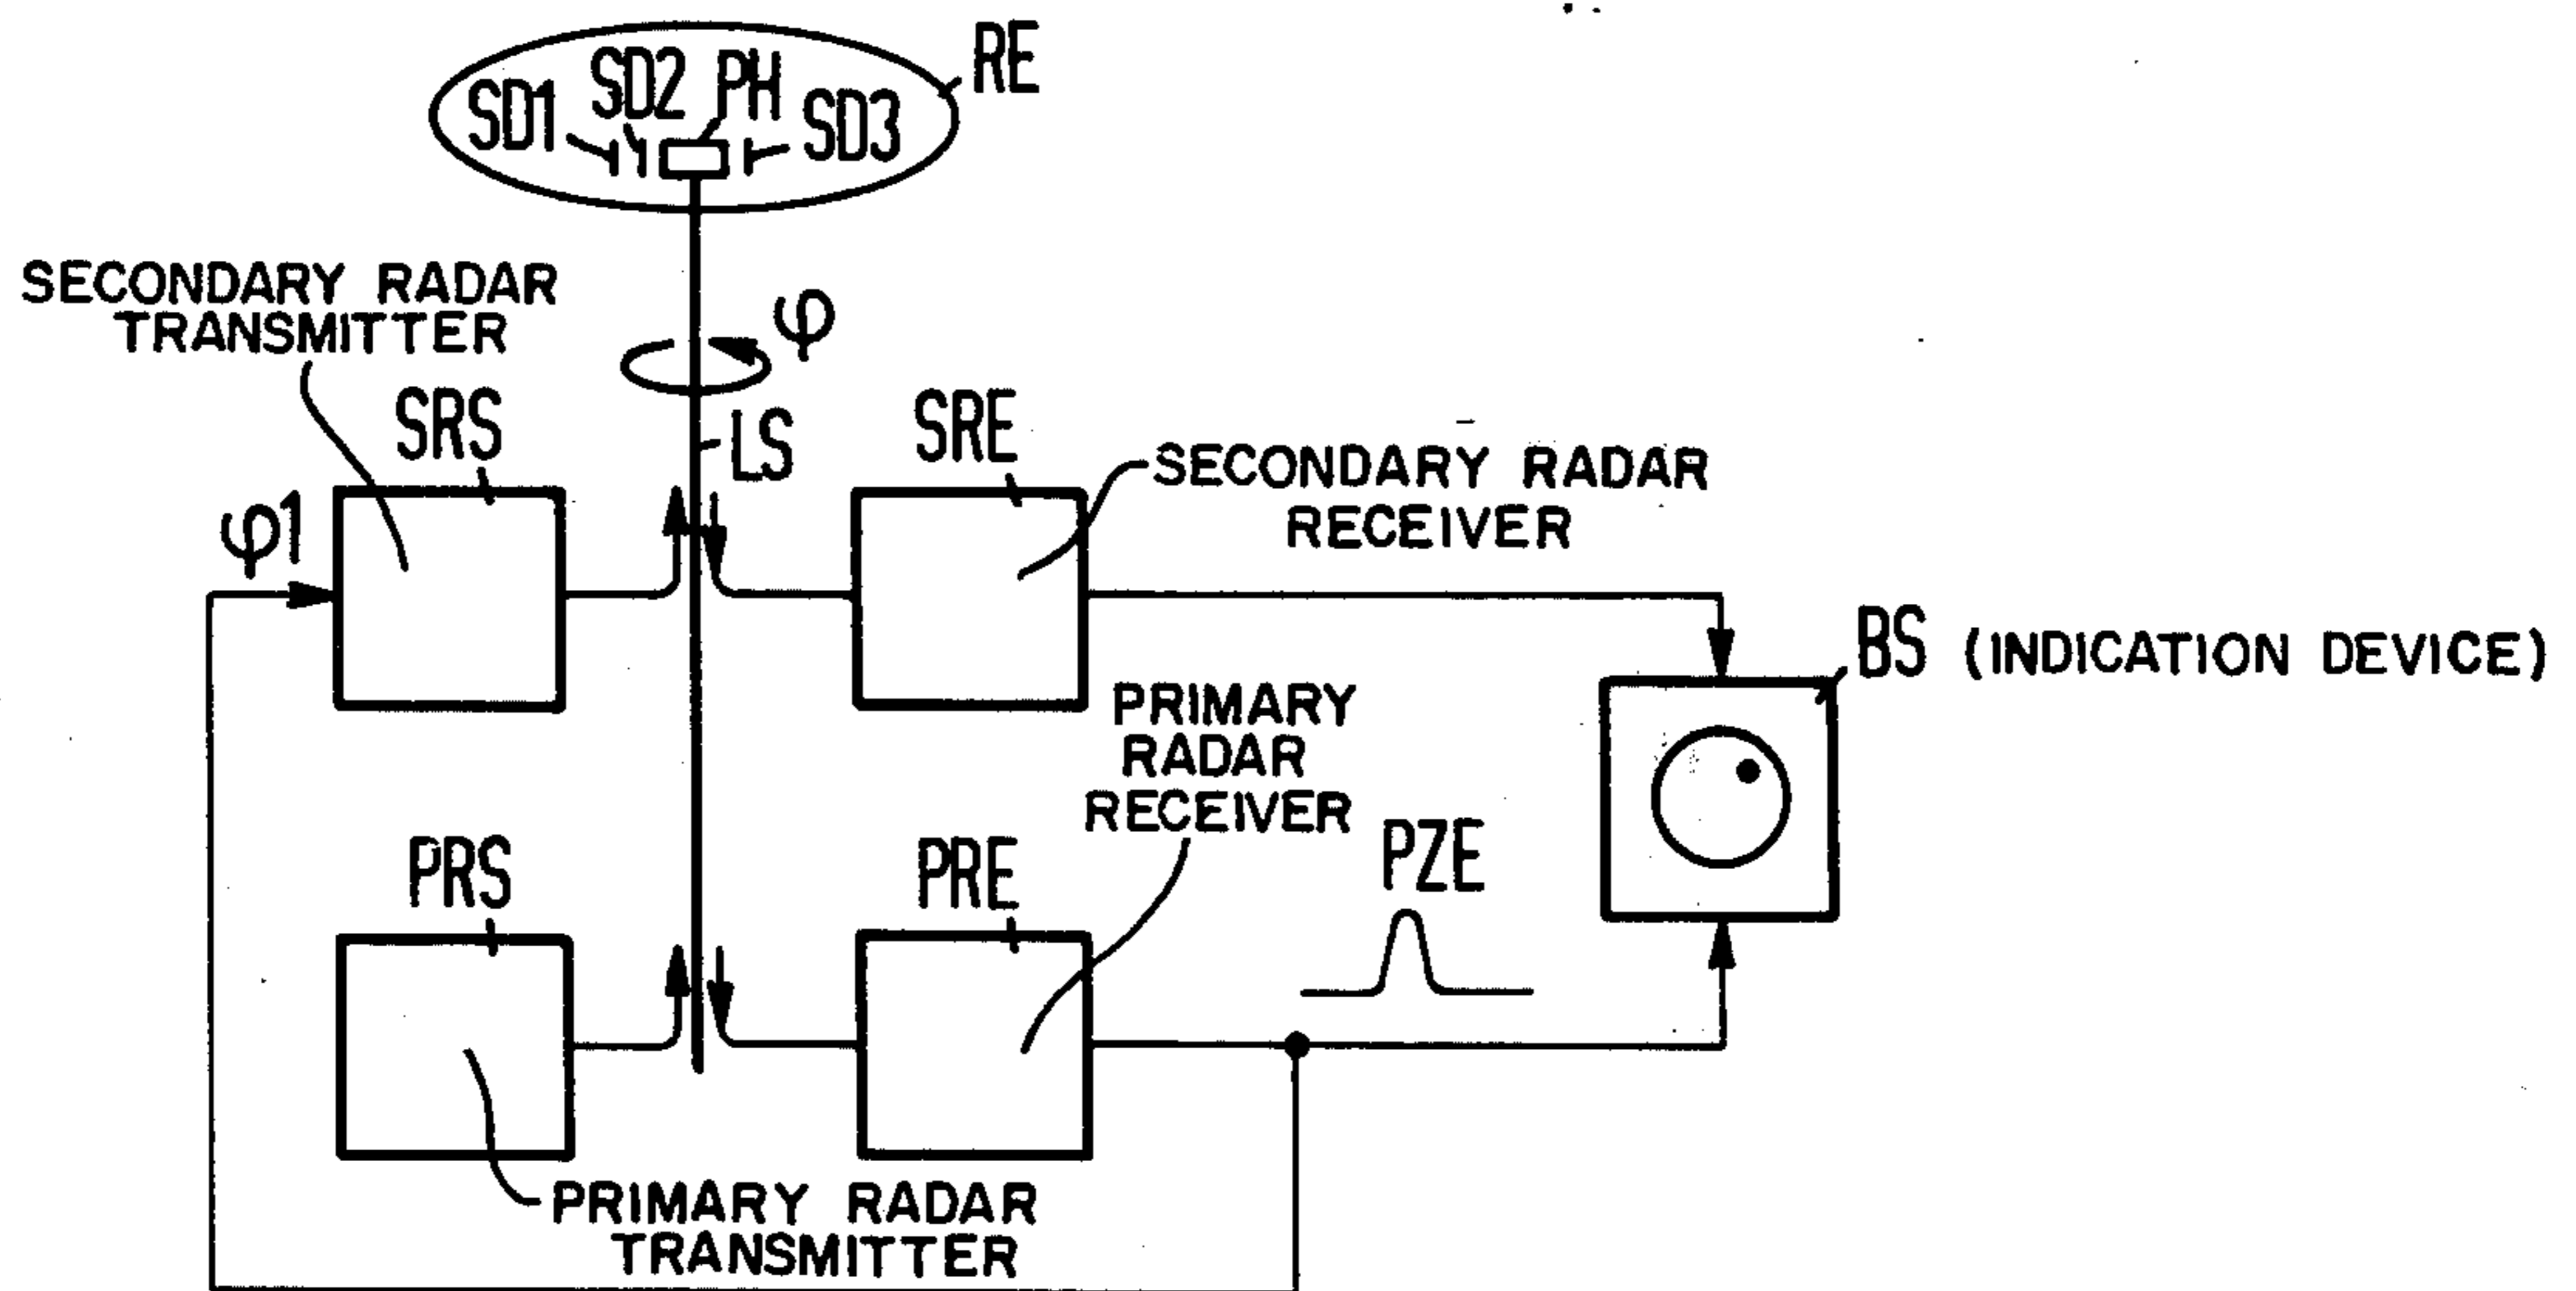 RE
SD1 SD2 PH SD3
SECONDARY RADAR
TRANSMITTER
φ
SRS
LS
SRE
SECONDARY RADAR
RECEIVER
φ1
BS (INDICATION DEVICE)
PRIMARY
RADAR
RECEIVER
PRS
PRE
PZE
PRIMARY RADAR
TRANSMITTER